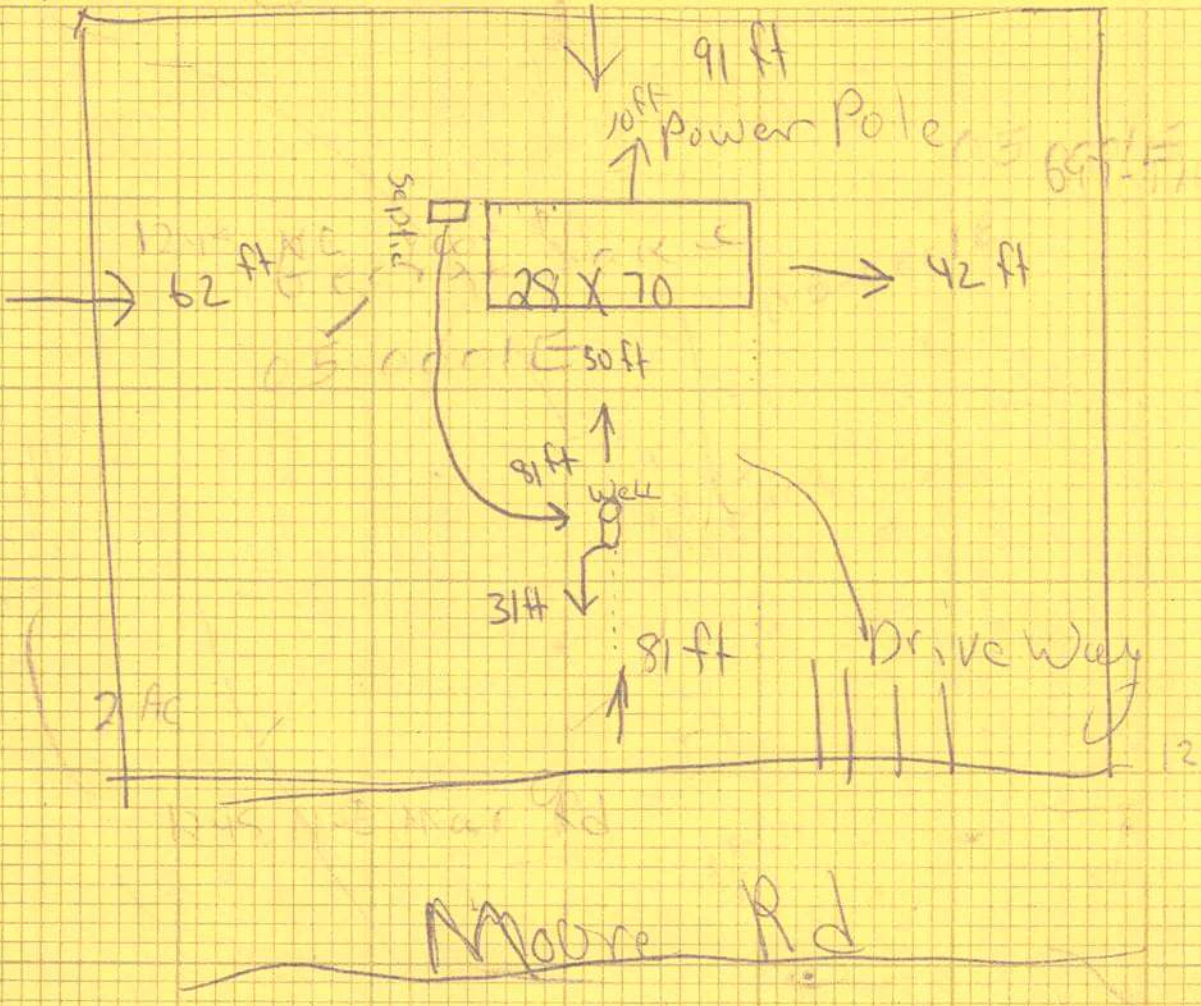 91 ft
10 ft
Power Pole
Septic
62 ft
28 X 70
42 ft
50 ft
81 ft
Well
31 ft
81 ft
Drive Way
2 Ac
Moore Rd